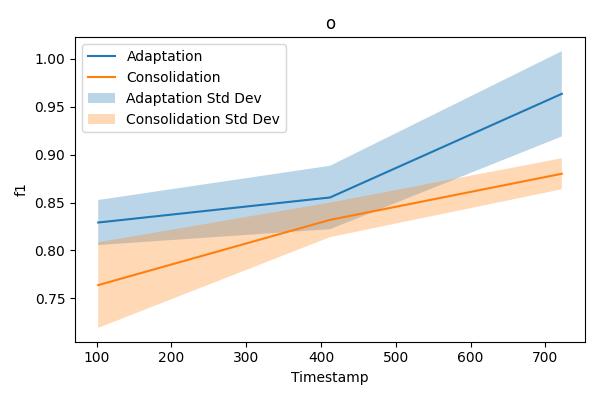 o
1.00
0.95
0.90
0.85
0.80
0.75
f1
Adaptation
Consolidation
Adaptation Std Dev
Consolidation Std Dev
100 200 300 400 500 600 700
Timestamp